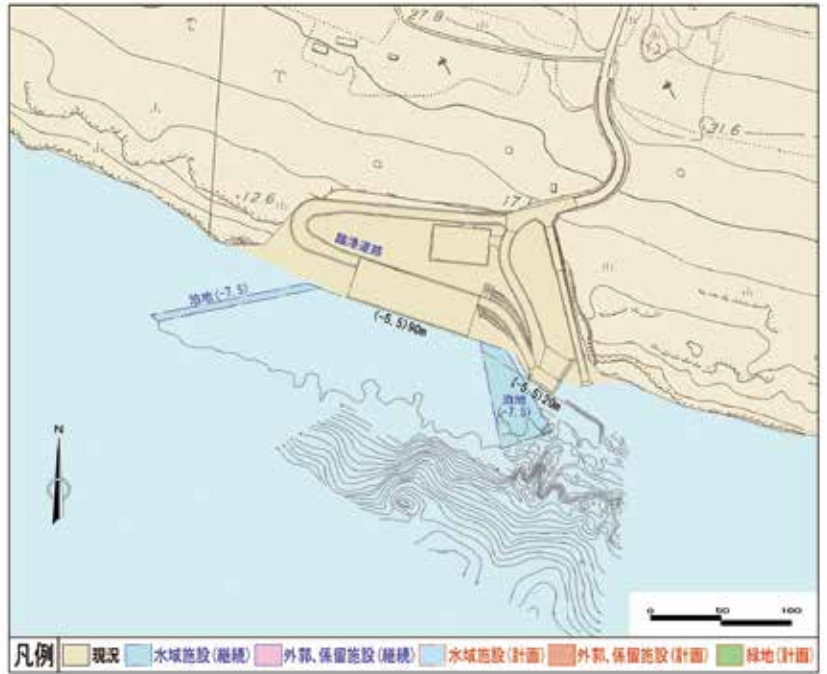 27.8
31.6
12.6
17.
臨港道路
泊地(-7.5)
(-5.5)90m
(-5.5)20m
泊地
(-7.5)
N
0 50 100
凡例 現況 水域施設(継続) 外郭、係留施設(継続) 水域施設(計画) 外郭、係留施設(計画) 緑地(計画)